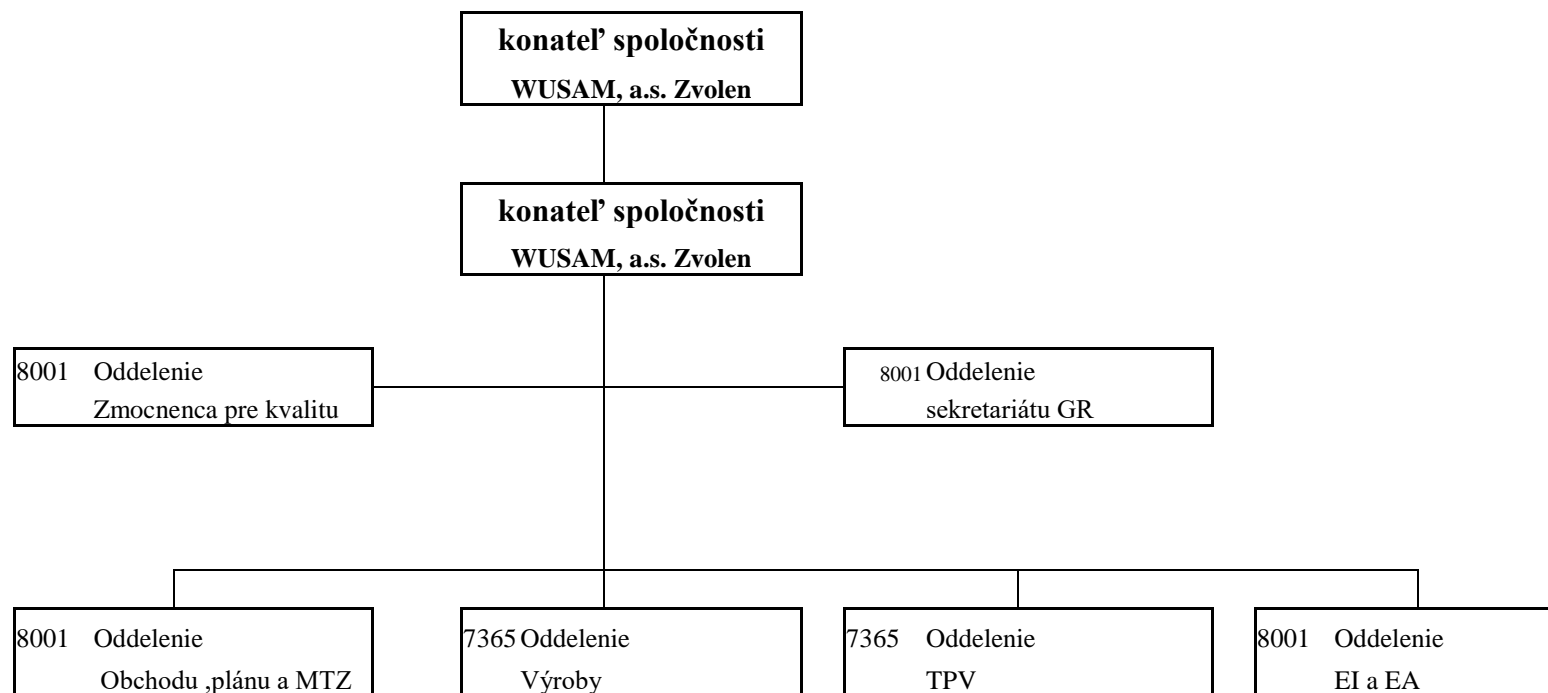 konateľ spoločnosti
WUSAM, a.s. Zvolen
konateľ spoločnosti
WUSAM, a.s. Zvolen
8001 Oddelenie
Zmocnenca pre kvalitu
8001 Oddelenie
sekretariátu GR
8001 Oddelenie
Obchodu ,plánu a MTZ
7365 Oddelenie
Výroby
7365 Oddelenie
TPV
8001 Oddelenie
EI a EA